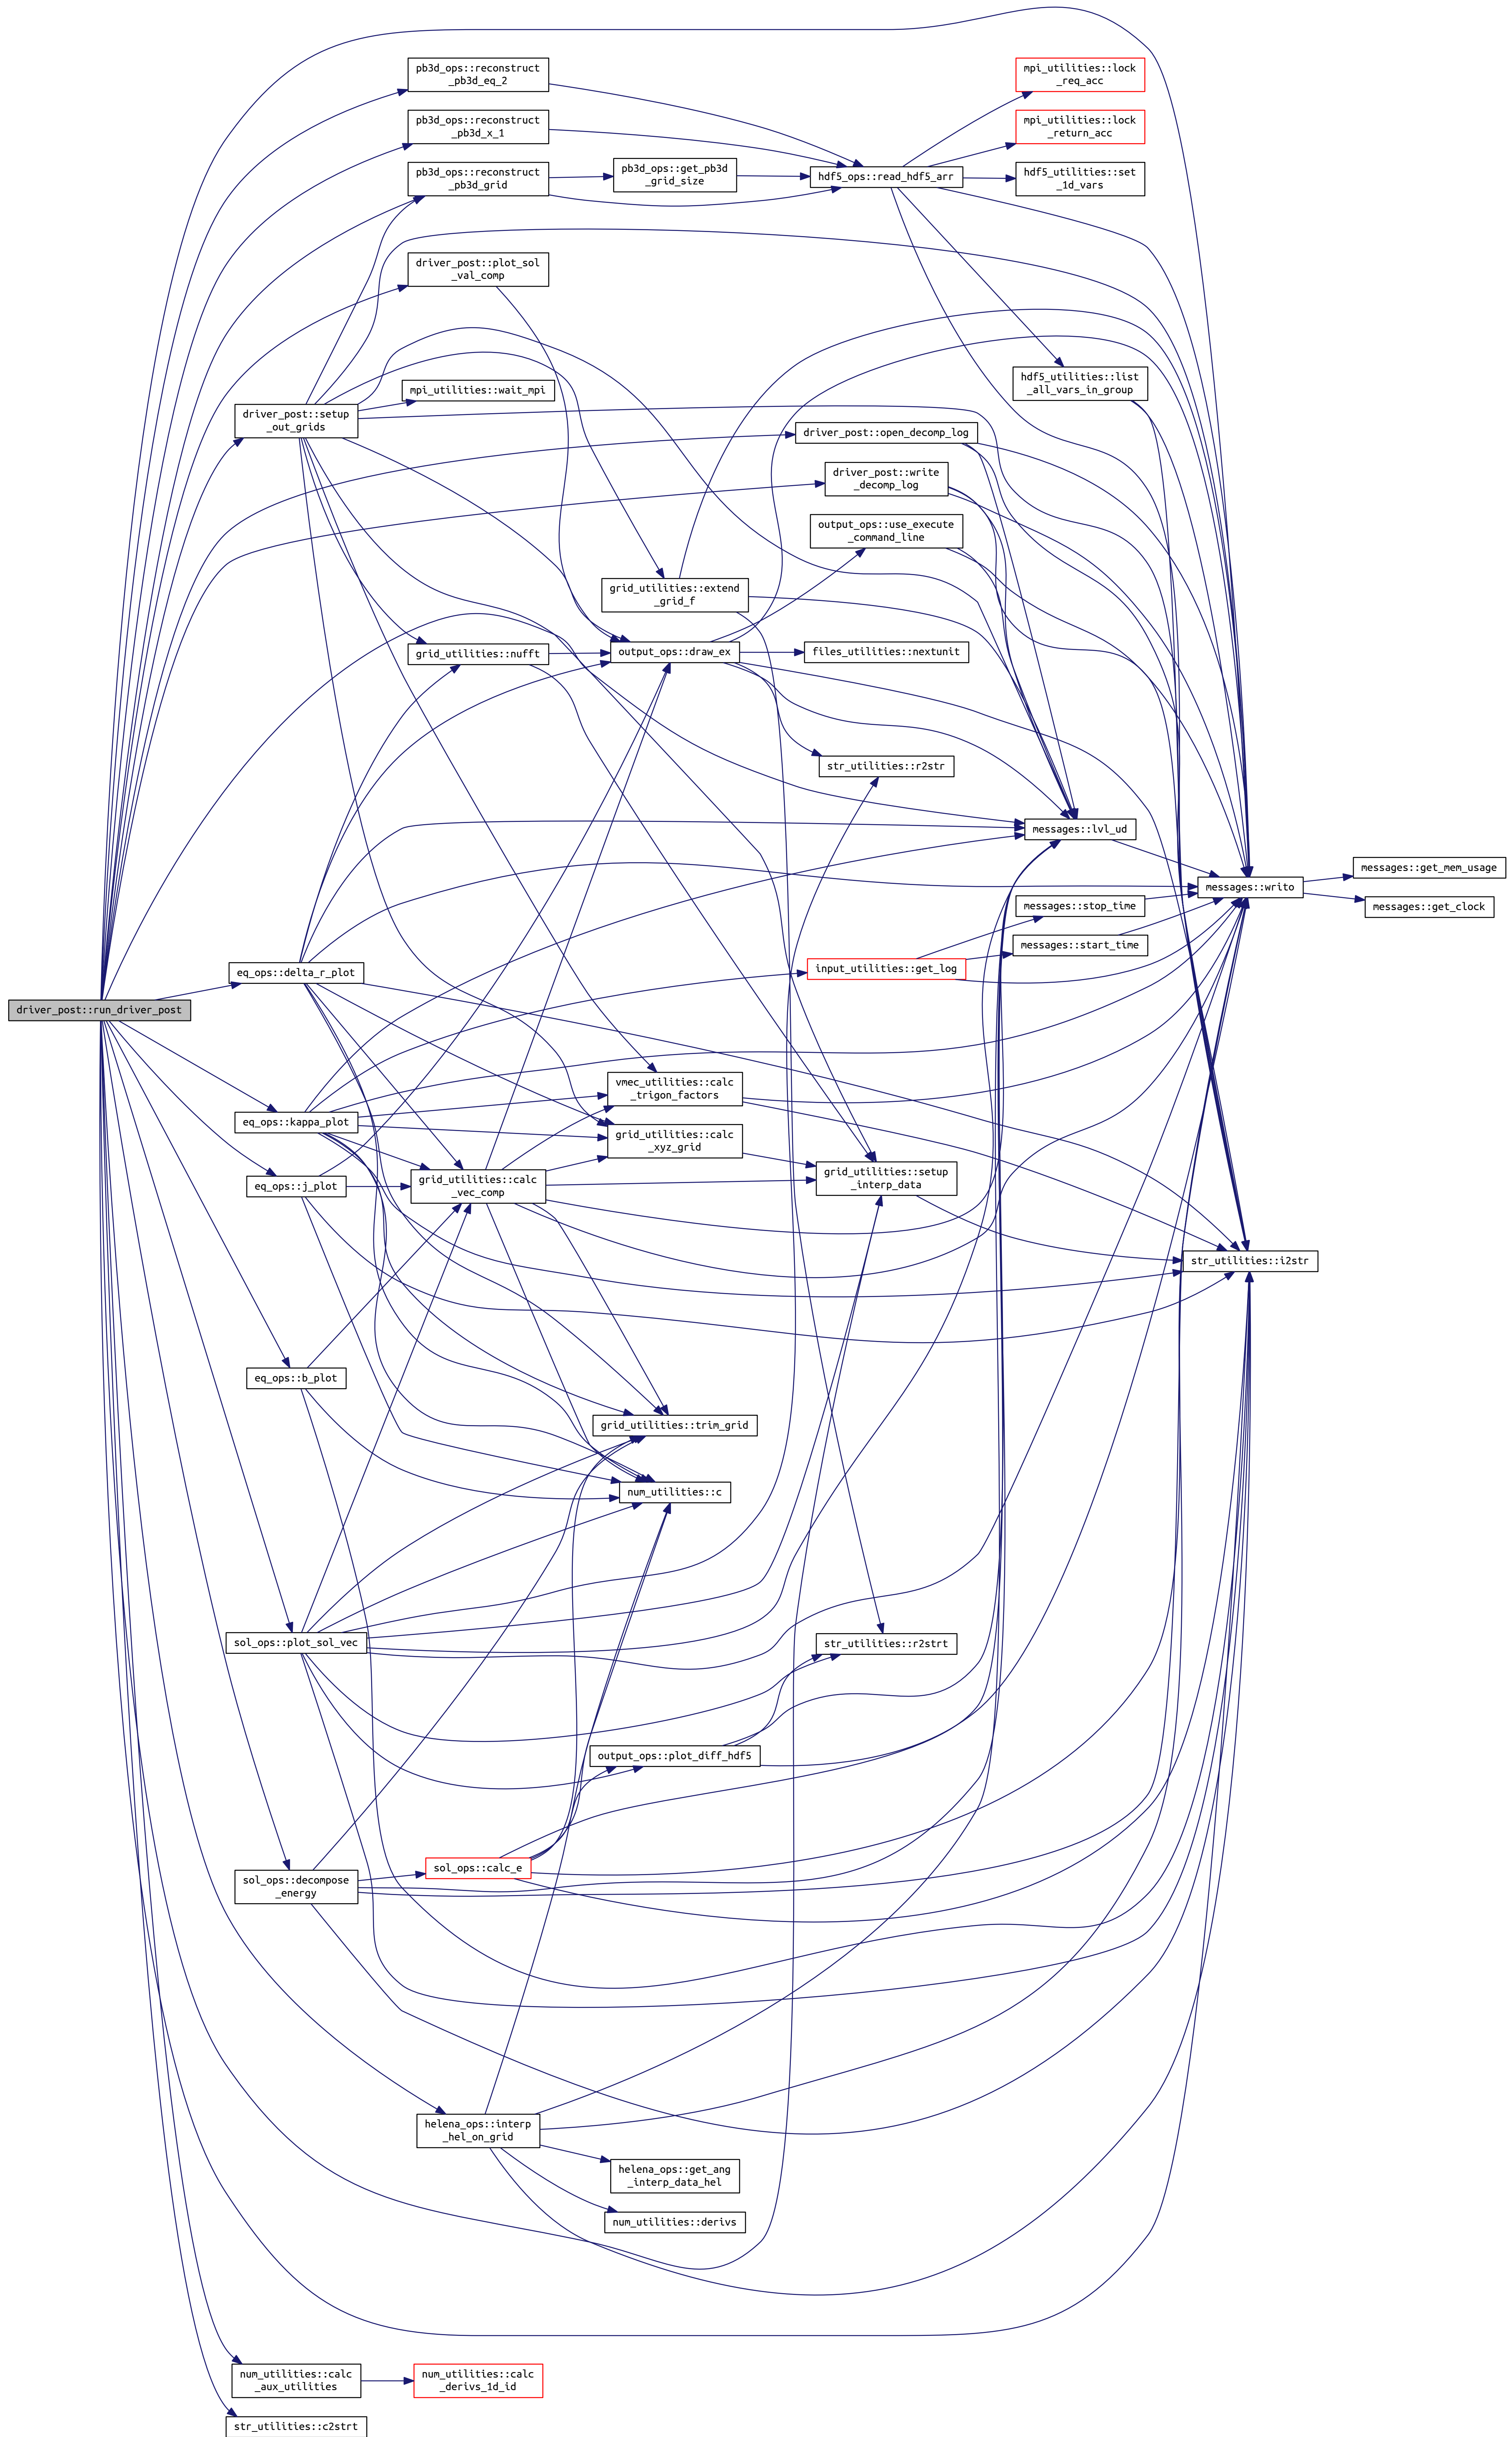 pb3d_ops::reconstruct
_pb3d_eq_2
mpi_utilities::lock
_req_acc
pb3d_ops::reconstruct
_pb3d_x_1
mpi_utilities::lock
_return_acc
pb3d_ops::reconstruct
_pb3d_grid
pb3d_ops::get_pb3d
_grid_size
hdf5_ops::read_hdf5_arr
hdf5_utilities::set
_1d_vars
driver_post::plot_sol
_val_comp
mpi_utilities::wait_mpi
hdf5_utilities::list
_all_vars_in_group
driver_post::setup
_out_grids
driver_post::open_decomp_log
driver_post::write
_decomp_log
output_ops::use_execute
_command_line
grid_utilities::extend
_grid_f
grid_utilities::nufft
output_ops::draw_ex
files_utilities::nextunit
str_utilities::r2str
messages::lvl_ud
messages::get_mem_usage
messages::writo
messages::stop_time
messages::get_clock
messages::start_time
eq_ops::delta_r_plot
input_utilities::get_log
driver_post::run_driver_post
vmec_utilities::calc
_trigon_factors
eq_ops::kappa_plot
grid_utilities::calc
_xyz_grid
eq_ops::j_plot
grid_utilities::calc
_vec_comp
grid_utilities::setup
_interp_data
str_utilities::i2str
eq_ops::b_plot
grid_utilities::trim_grid
num_utilities::c
sol_ops::plot_sol_vec
str_utilities::r2strt
output_ops::plot_diff_hdf5
sol_ops::decompose
_energy
sol_ops::calc_e
helena_ops::interp
_hel_on_grid
helena_ops::get_ang
_interp_data_hel
num_utilities::derivs
num_utilities::calc
_aux_utilities
num_utilities::calc
_derivs_1d_id
str_utilities::c2strt